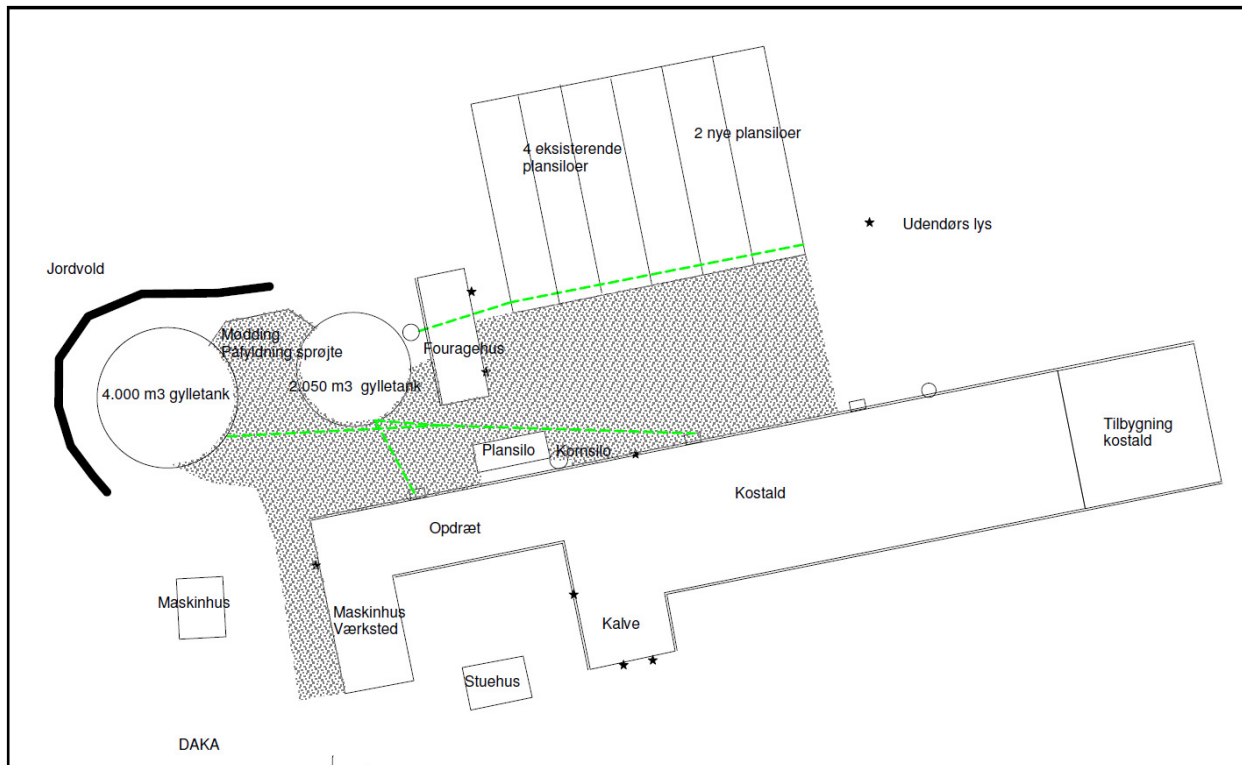 2 nye plansiloer
4 eksisterende
plansiloer
Udendørs lys
Jordvold
Mødding
Påfyldning sprøjte
Fouragehus
4.000 m3 gylletank
2.050 m3 gylletank
Tilbygning
kostald
Plansilo
Kornsilo
Kostald
Opdræt
Maskinhus
Maskinhus
Værksted
Kalve
Stuehus
DAKA